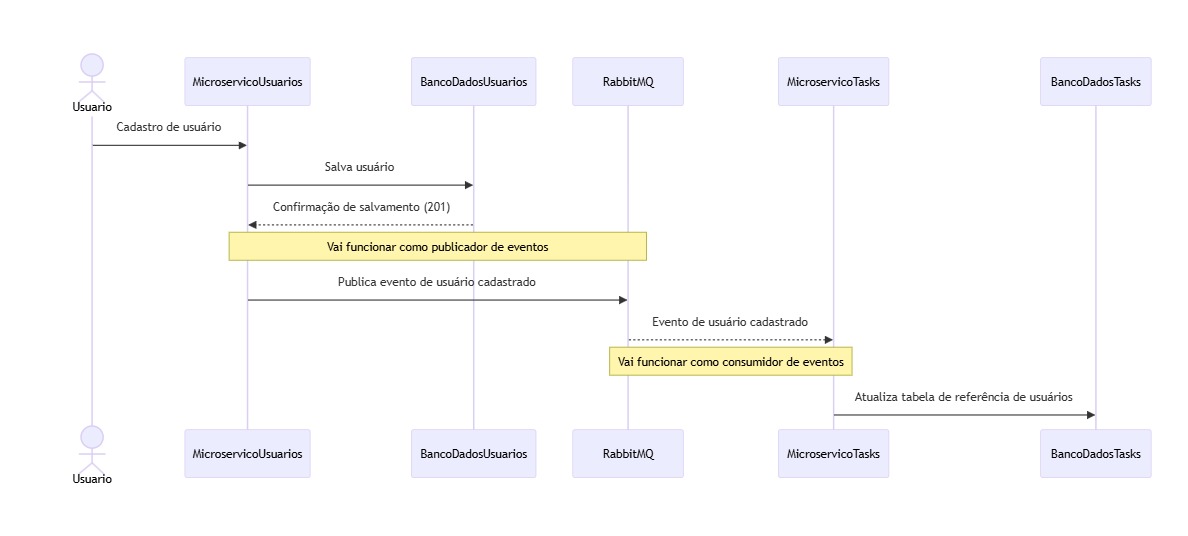 Usuario
MicroservicoUsuarios
BancoDadosUsuarios
RabbitMQ
MicroservicoTasks
BancoDadosTasks
Cadastro de usuário
Salva usuário
Confirmação de salvamento (201)
Vai funcionar como publicador de eventos
Publica evento de usuário cadastrado
Evento de usuário cadastrado
Vai funcionar como consumidor de eventos
Atualiza tabela de referência de usuários
Usuario
MicroservicoUsuarios
BancoDadosUsuarios
RabbitMQ
MicroservicoTasks
BancoDadosTasks